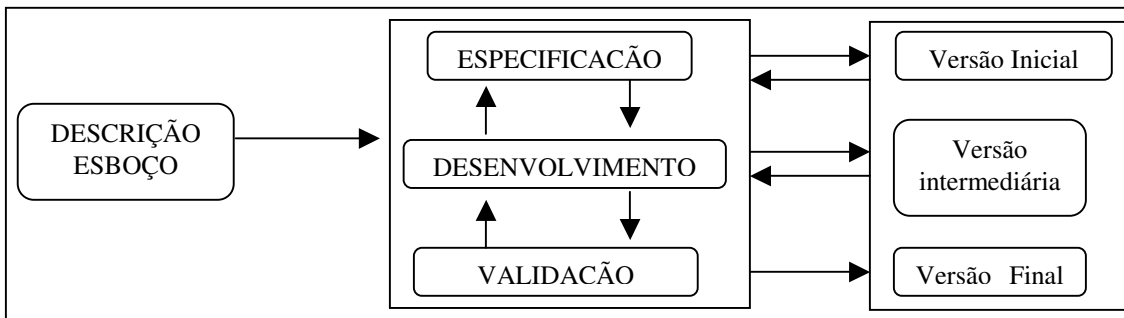 DESCRIÇÃO
ESBOÇO
ESPECIFICACÃO
DESENVOLVIMENTO
VALIDACÃO
Versão Inicial
Versão
intermediária
Versão Final